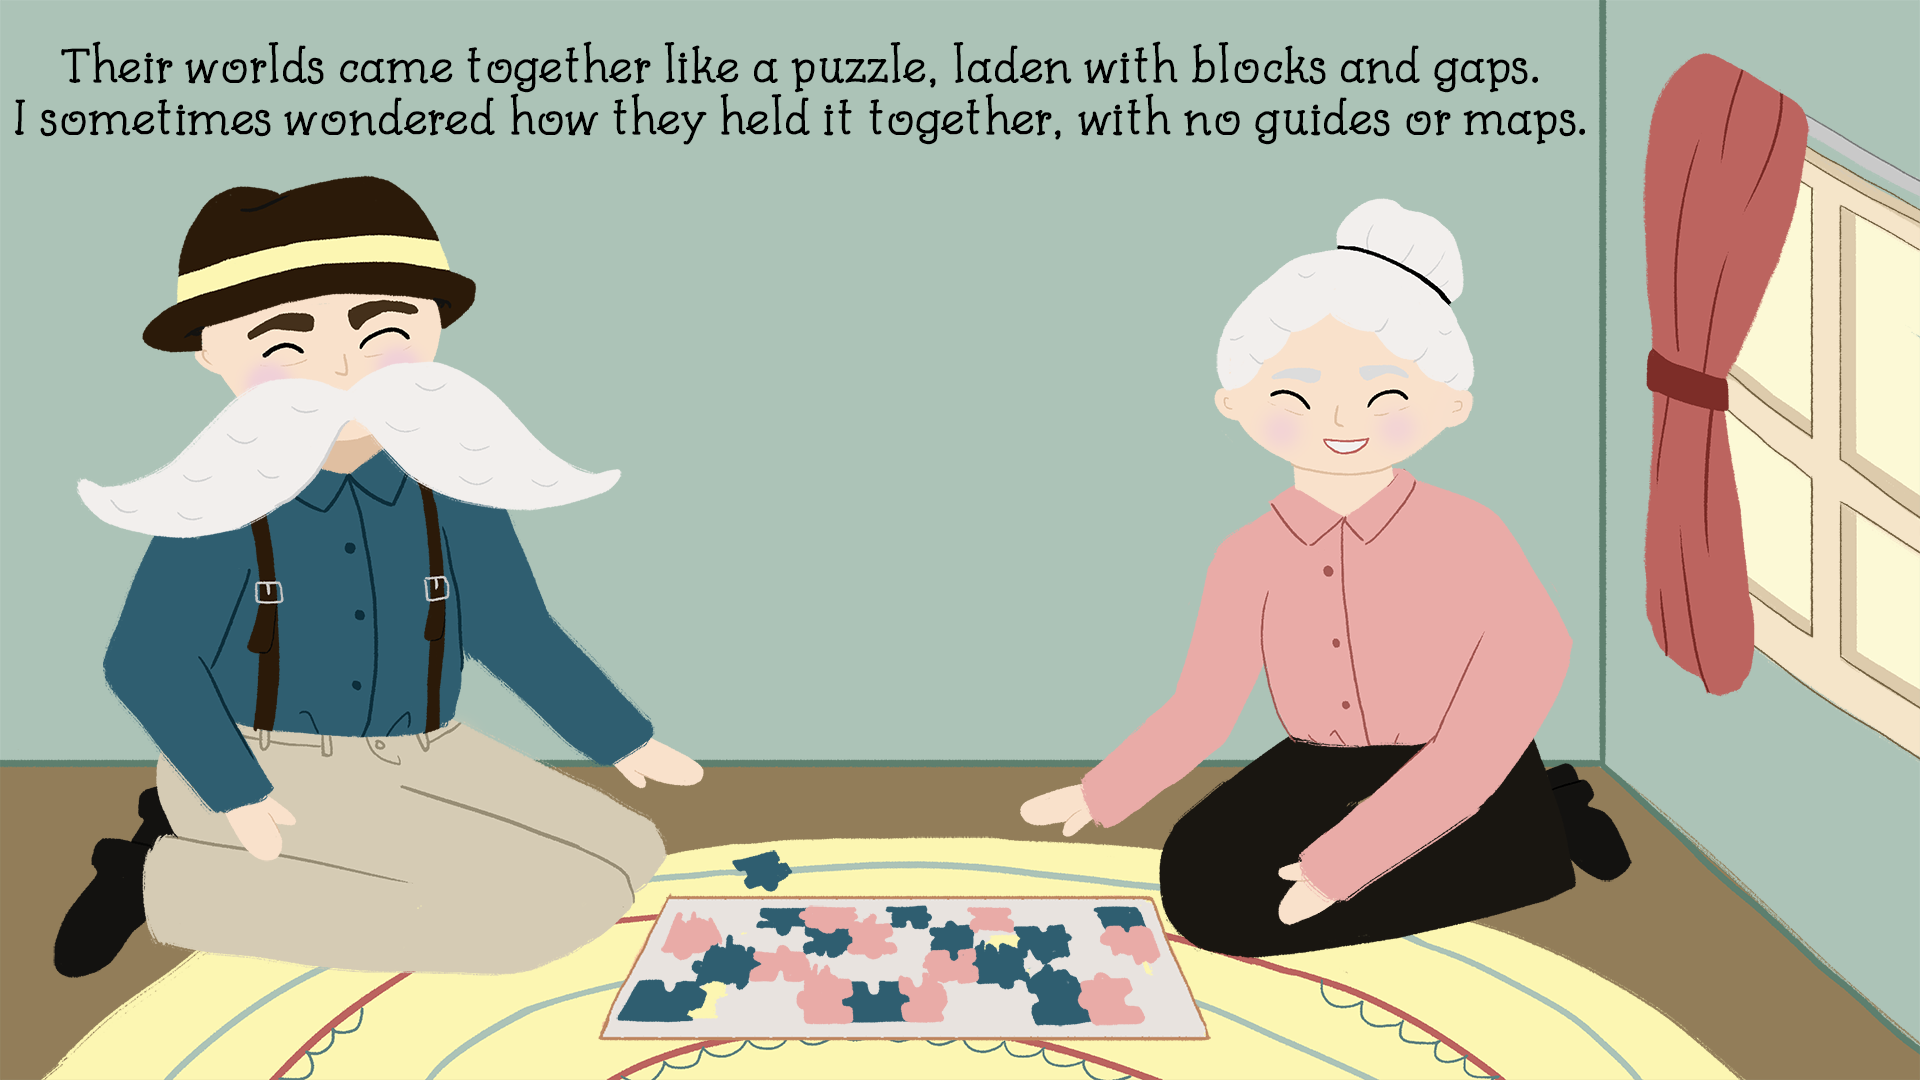 Their worlds came together like a puzzle, laden with blocks and gaps.
I sometimes wondered how they held it together, with no guides or maps.